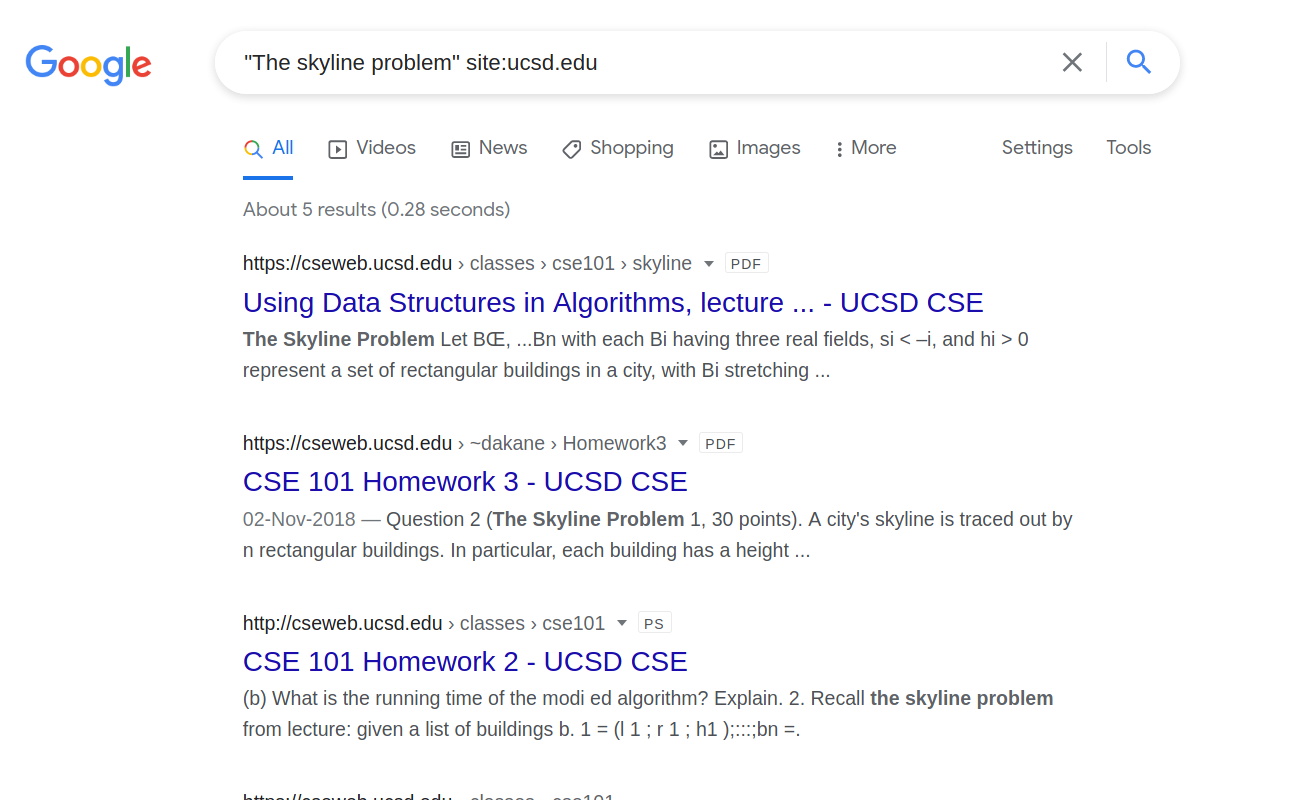 Google
"The skyline problem" site:ucsd.edu
All Videos News Shopping Images More Settings Tools
About 5 results (0.28 seconds)
https://cseweb.ucsd.edu › classes › cse101 › skyline PDF
Using Data Structures in Algorithms, lecture ... - UCSD CSE
The Skyline Problem Let BŒ, ...Bn with each Bi having three real fields, si < –i, and hi > 0
represent a set of rectangular buildings in a city, with Bi stretching ...
https://cseweb.ucsd.edu › ~dakane › Homework3 PDF
CSE 101 Homework 3 - UCSD CSE
02-Nov-2018 — Question 2 (The Skyline Problem 1, 30 points). A city's skyline is traced out by
n rectangular buildings. In particular, each building has a height ...
http://cseweb.ucsd.edu › classes › cse101 PS
CSE 101 Homework 2 - UCSD CSE
(b) What is the running time of the modi ed algorithm? Explain. 2. Recall the skyline problem
from lecture: given a list of buildings b. 1 = (l 1 ; r 1 ; h1 );::::;bn =.